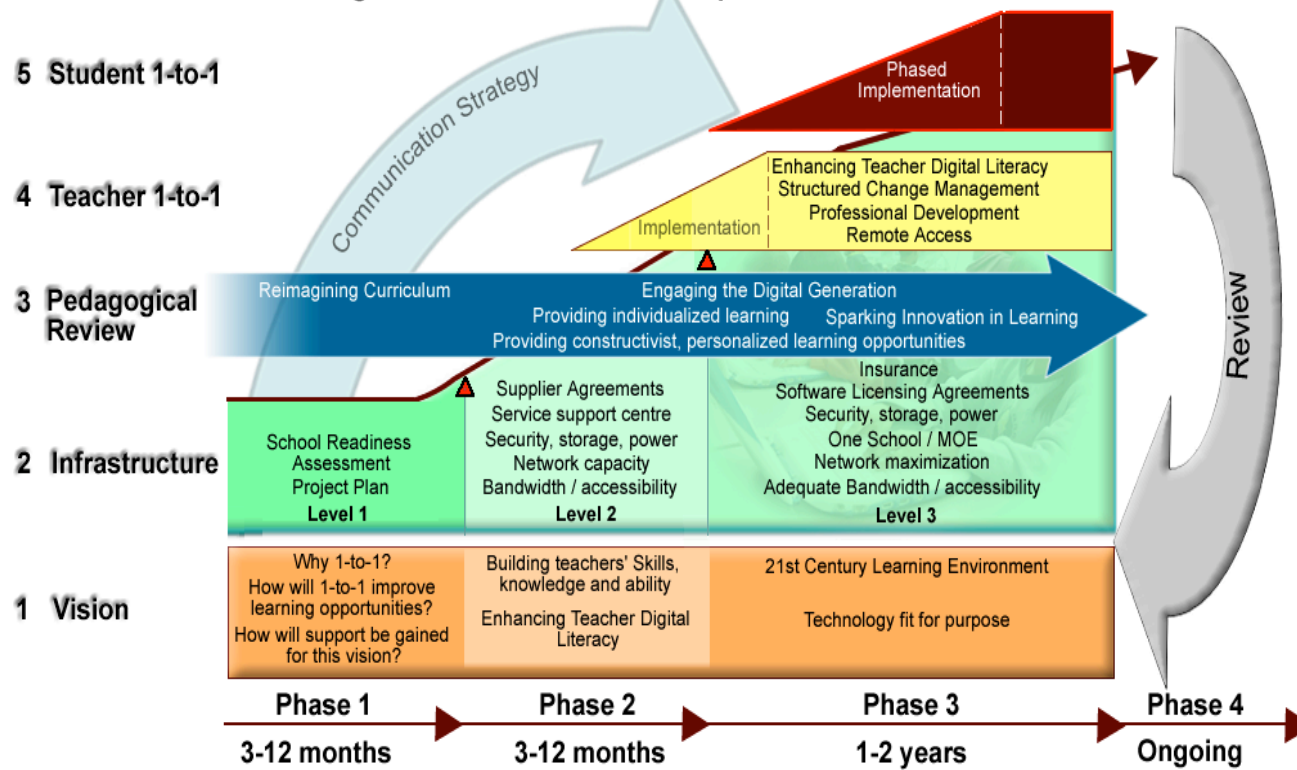 5 Student 1-to-1
Phased
Implementation
Communication Strategy
4 Teacher 1-to-1
Implementation
Enhancing Teacher Digital Literacy
Structured Change Management
Professional Development
Remote Access
3 Pedagogical
Review
Reimagining Curriculum
Engaging the Digital Generation
Providing individualized learning
Sparking Innovation in Learning
Providing constructivist, personalized learning opportunities
Review
2 Infrastructure
School Readiness
Assessment
Project Plan
Level 1
Supplier Agreements
Service support centre
Security, storage, power
Network capacity
Bandwidth / accessibility
Level 2
Insurance
Software Licensing Agreements
Security, storage, power
One School / MOE
Network maximization
Adequate Bandwidth / accessibility
Level 3
1 Vision
Why 1-to-1?
How will 1-to-1 improve
learning opportunities?
How will support be gained
for this vision?
Building teachers' Skills,
knowledge and ability
Enhancing Teacher Digital
Literacy
21st Century Learning Environment
Technology fit for purpose
Phase 1
Phase 2
Phase 3
Phase 4
3-12 months
3-12 months
1-2 years
Ongoing